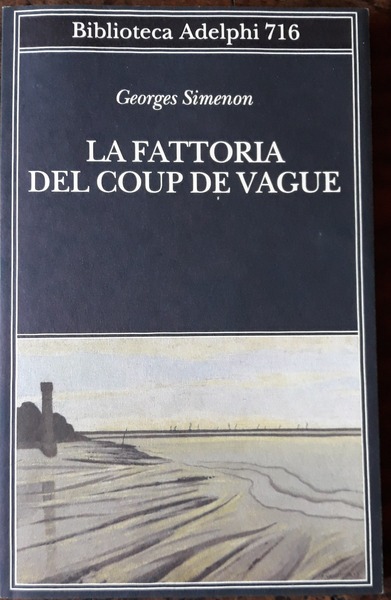 Biblioteca Adelphi 716
Georges Simenon
LA FATTORIA
DEL COUP DE VAGUE